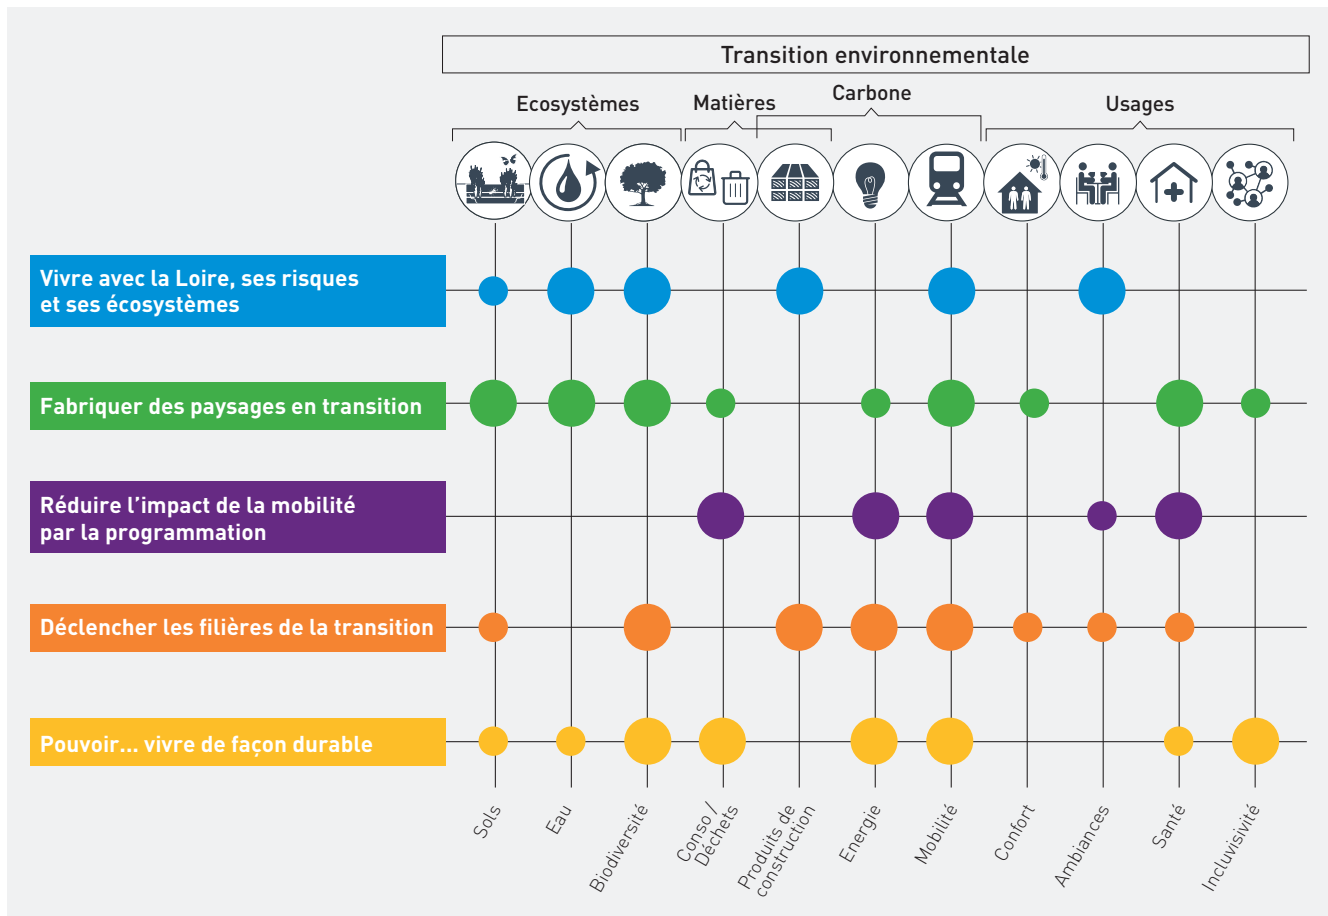 Transition environnementale
Ecosystèmes
Matières
Carbone
Usages
Vivre avec la Loire, ses risques
et ses écosystèmes
Fabriquer des paysages en transition
Réduire l’impact de la mobilité
par la programmation
Déclencher les filières de la transition
Pouvoir... vivre de façon durable
Sols
Eau
Biodiversité
Conso /
Déchets
Produits de
construction
Energie
Mobilité
Confort
Ambiances
Santé
Incluvisivité